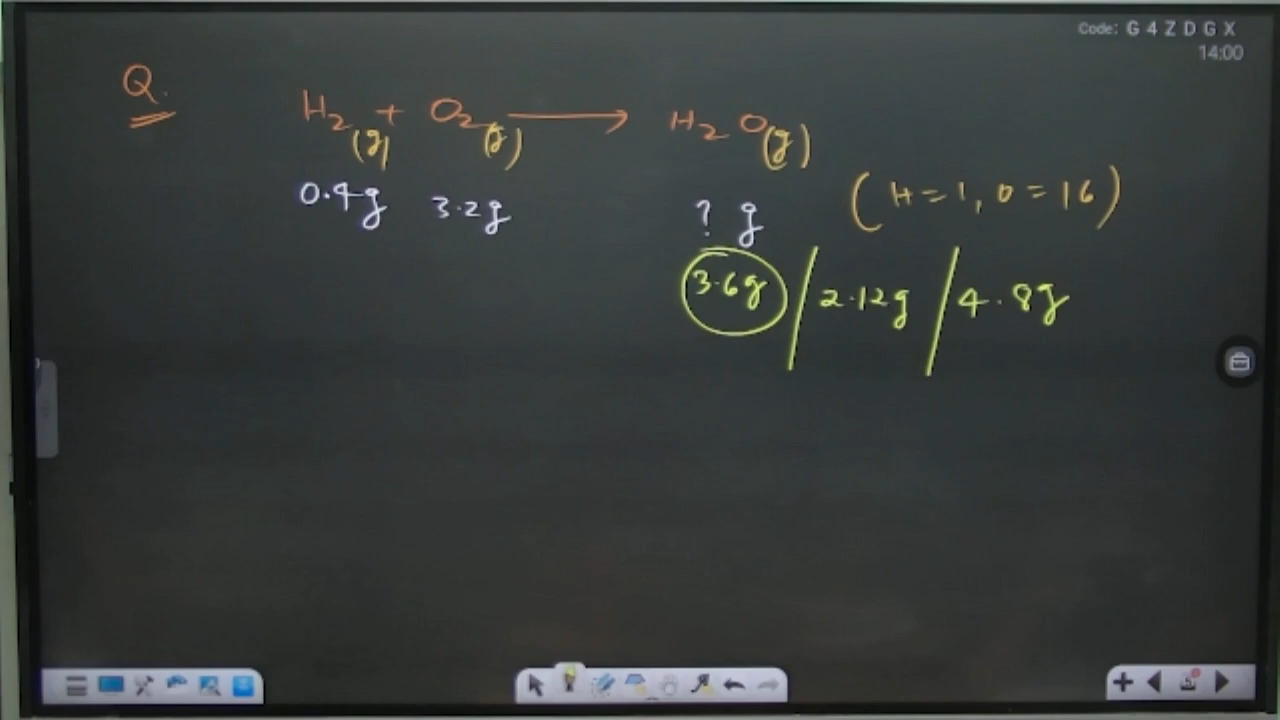 Code: G 4 Z D G X
14:00
Q.
H₂(g) + O₂(g) ⟶ H₂O(g)
0.4g 3.2g ? g (H=1, O=16)
3.6g / 2.12g / 4.8g